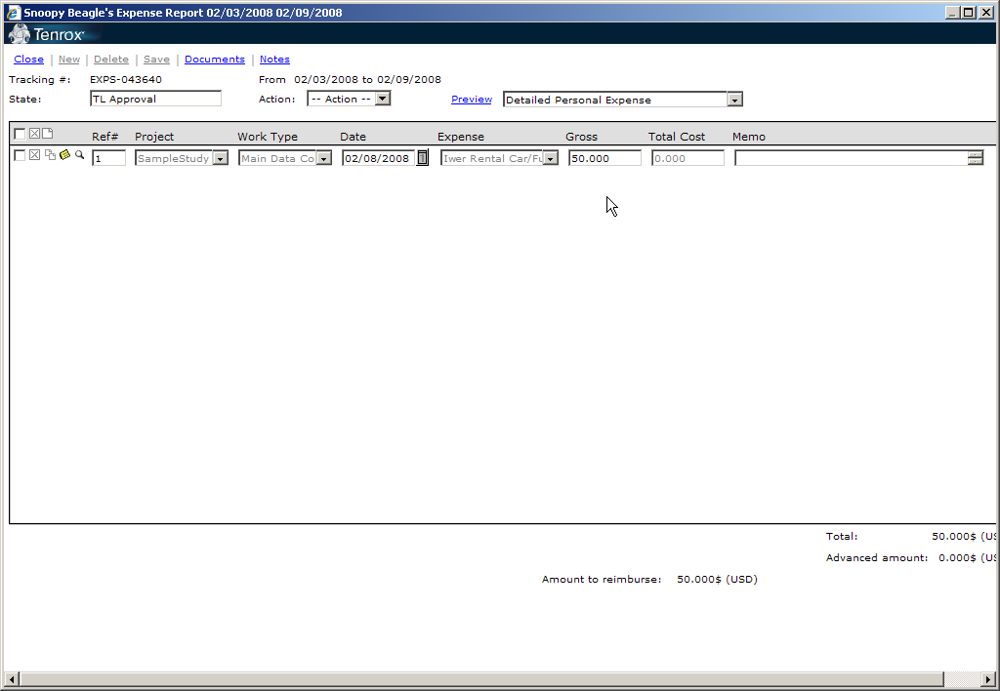 Snoopy Beagle's Expense Report 02/03/2008 02/09/2008
Tenrox
Close | New | Delete | Save | Documents | Notes
Tracking #: EXPS-043640 From 02/03/2008 to 02/09/2008
State: TL Approval Action: -- Action -- Preview Detailed Personal Expense
Ref# Project Work Type Date Expense Gross Total Cost Memo
1 SampleStudy Main Data Co 02/08/2008 Iwer Rental Car/Fu 50.000 0.000
Total: 50.000$ (US
Advanced amount: 0.000$ (US
Amount to reimburse: 50.000$ (USD)